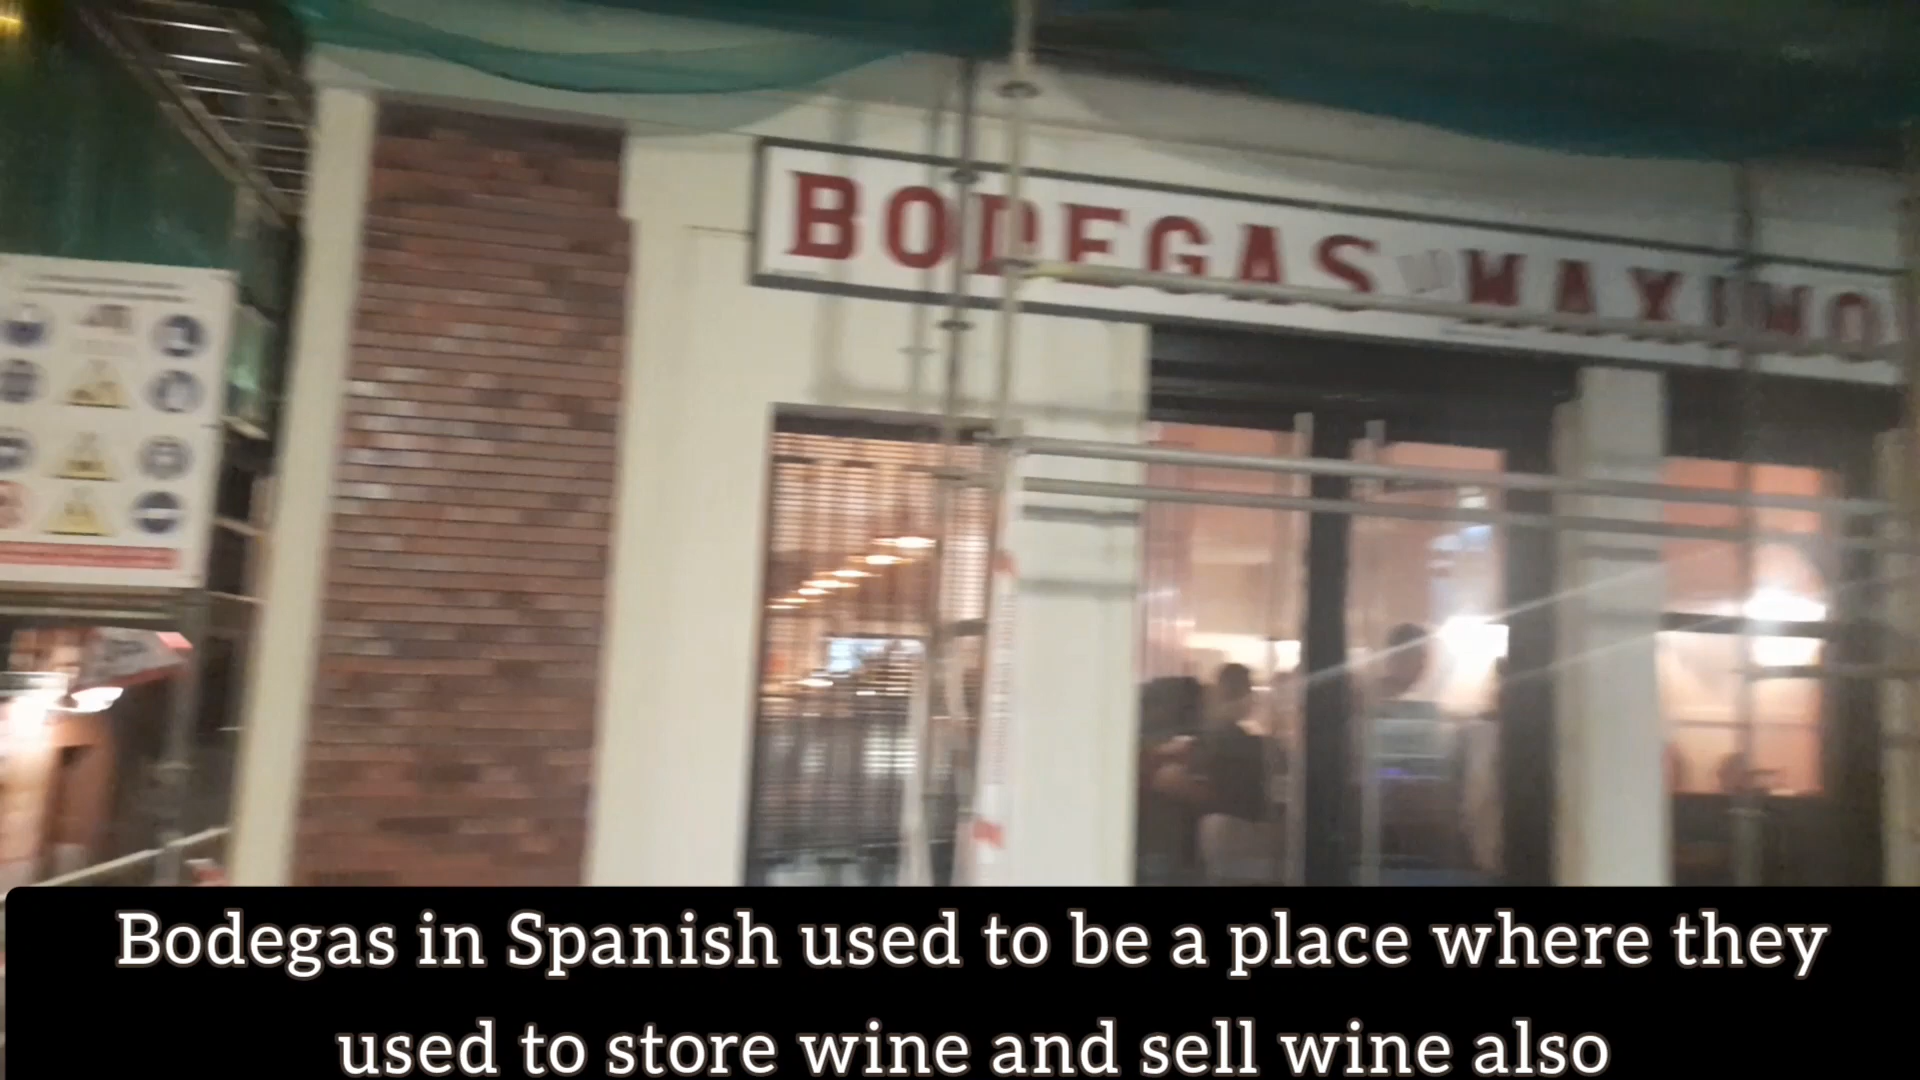 BODEGAS MAXIMO
Bodegas in Spanish used to be a place where they
used to store wine and sell wine also